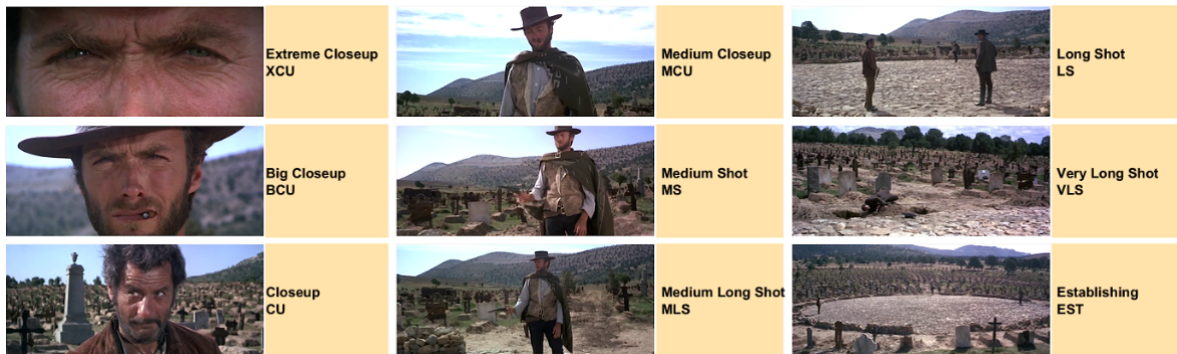 Extreme Closeup
XCU
Big Closeup
BCU
Closeup
CU
Medium Closeup
MCU
Medium Shot
MS
Medium Long Shot
MLS
Long Shot
LS
Very Long Shot
VLS
Establishing
EST